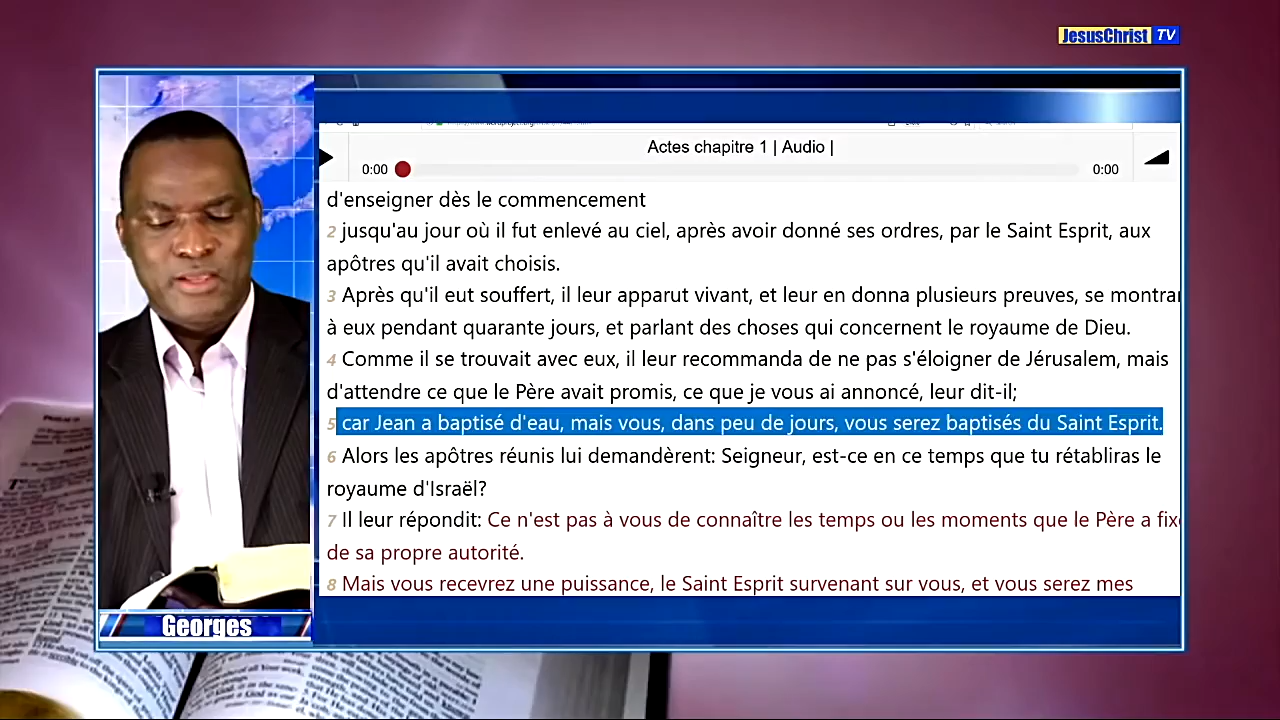 JesusChrist TV
Actes chapitre 1 | Audio |
0:00
0:00
d'enseigner dès le commencement
2 jusqu'au jour où il fut enlevé au ciel, après avoir donné ses ordres, par le Saint Esprit, aux
apôtres qu'il avait choisis.
3 Après qu'il eut souffert, il leur apparut vivant, et leur en donna plusieurs preuves, se montra
à eux pendant quarante jours, et parlant des choses qui concernent le royaume de Dieu.
4 Comme il se trouvait avec eux, il leur recommanda de ne pas s'éloigner de Jérusalem, mais
d'attendre ce que le Père avait promis, ce que je vous ai annoncé, leur dit-il;
5 car Jean a baptisé d'eau, mais vous, dans peu de jours, vous serez baptisés du Saint Esprit.
6 Alors les apôtres réunis lui demandèrent: Seigneur, est-ce en ce temps que tu rétabliras le
royaume d'Israël?
7 Il leur répondit: Ce n'est pas à vous de connaître les temps ou les moments que le Père a fix
de sa propre autorité.
8 Mais vous recevrez une puissance, le Saint Esprit survenant sur vous, et vous serez mes
Georges